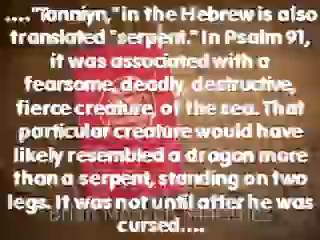 ...."Tanniyn," in the Hebrew is also
translated "serpent." In Psalm 91,
it was associated with a
fearsome, deadly, destructive,
fierce creature, of the sea. That
particular creature would have
likely resembled a dragon more
than a serpent, standing on two
legs. It was not until after he was
cursed....